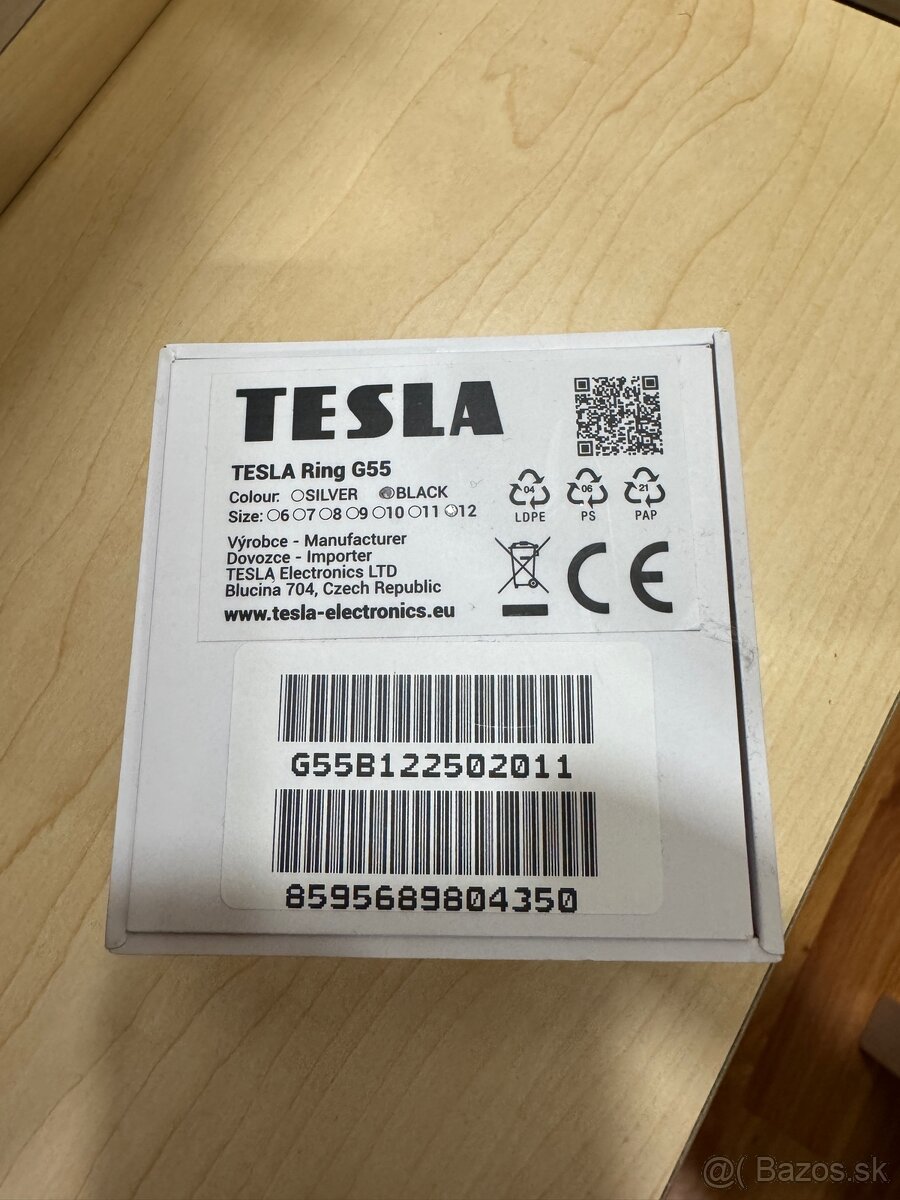 TESLA
TESLA Ring G55
Colour: SILVER BLACK
Size: 6 7 8 9 10 11 12
Výrobce - Manufacturer
Dovozce - Importer
TESLA Electronics LTD
Blucina 704, Czech Republic
www.tesla-electronics.eu
04 06 21
LDPE PS PAP
CE
G55B122502011
8595689804350
@( Bazos.sk